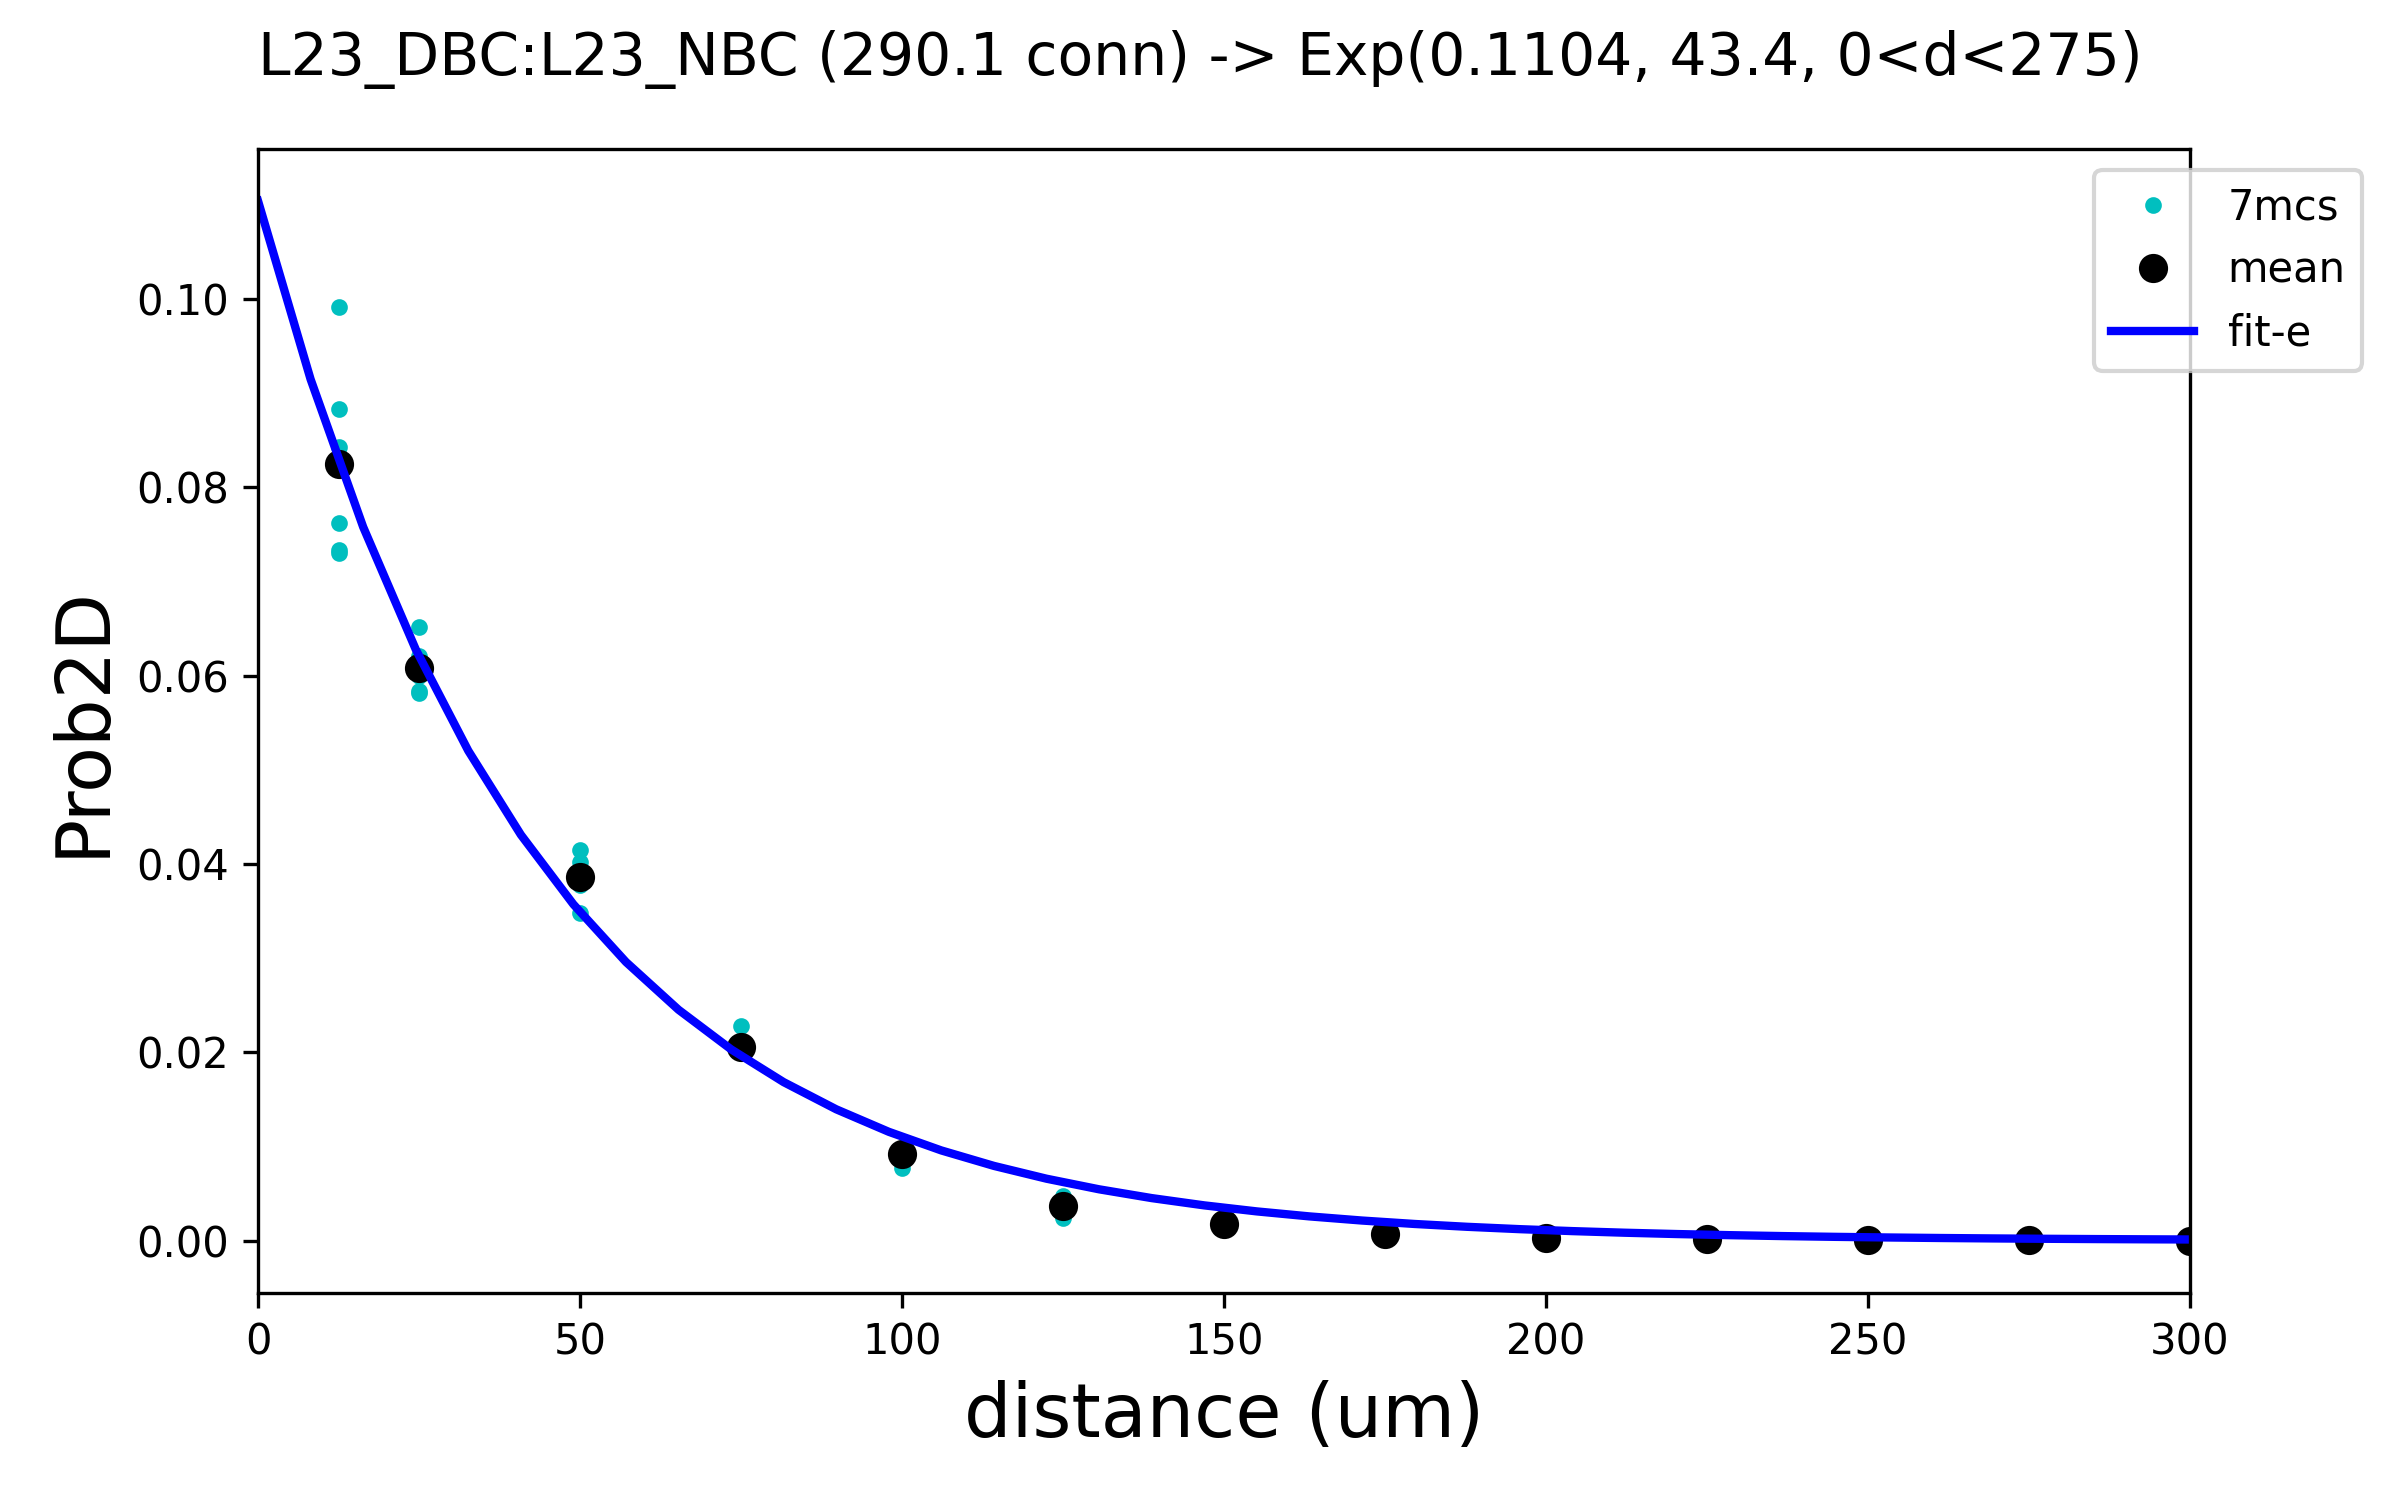 L23_DBC:L23_NBC (290.1 conn) -> Exp(0.1104, 43.4, 0<d<275)
7mcs
mean
fit-e
Prob2D
0.10
0.08
0.06
0.04
0.02
0.00
0 50 100 150 200 250 300
distance (um)